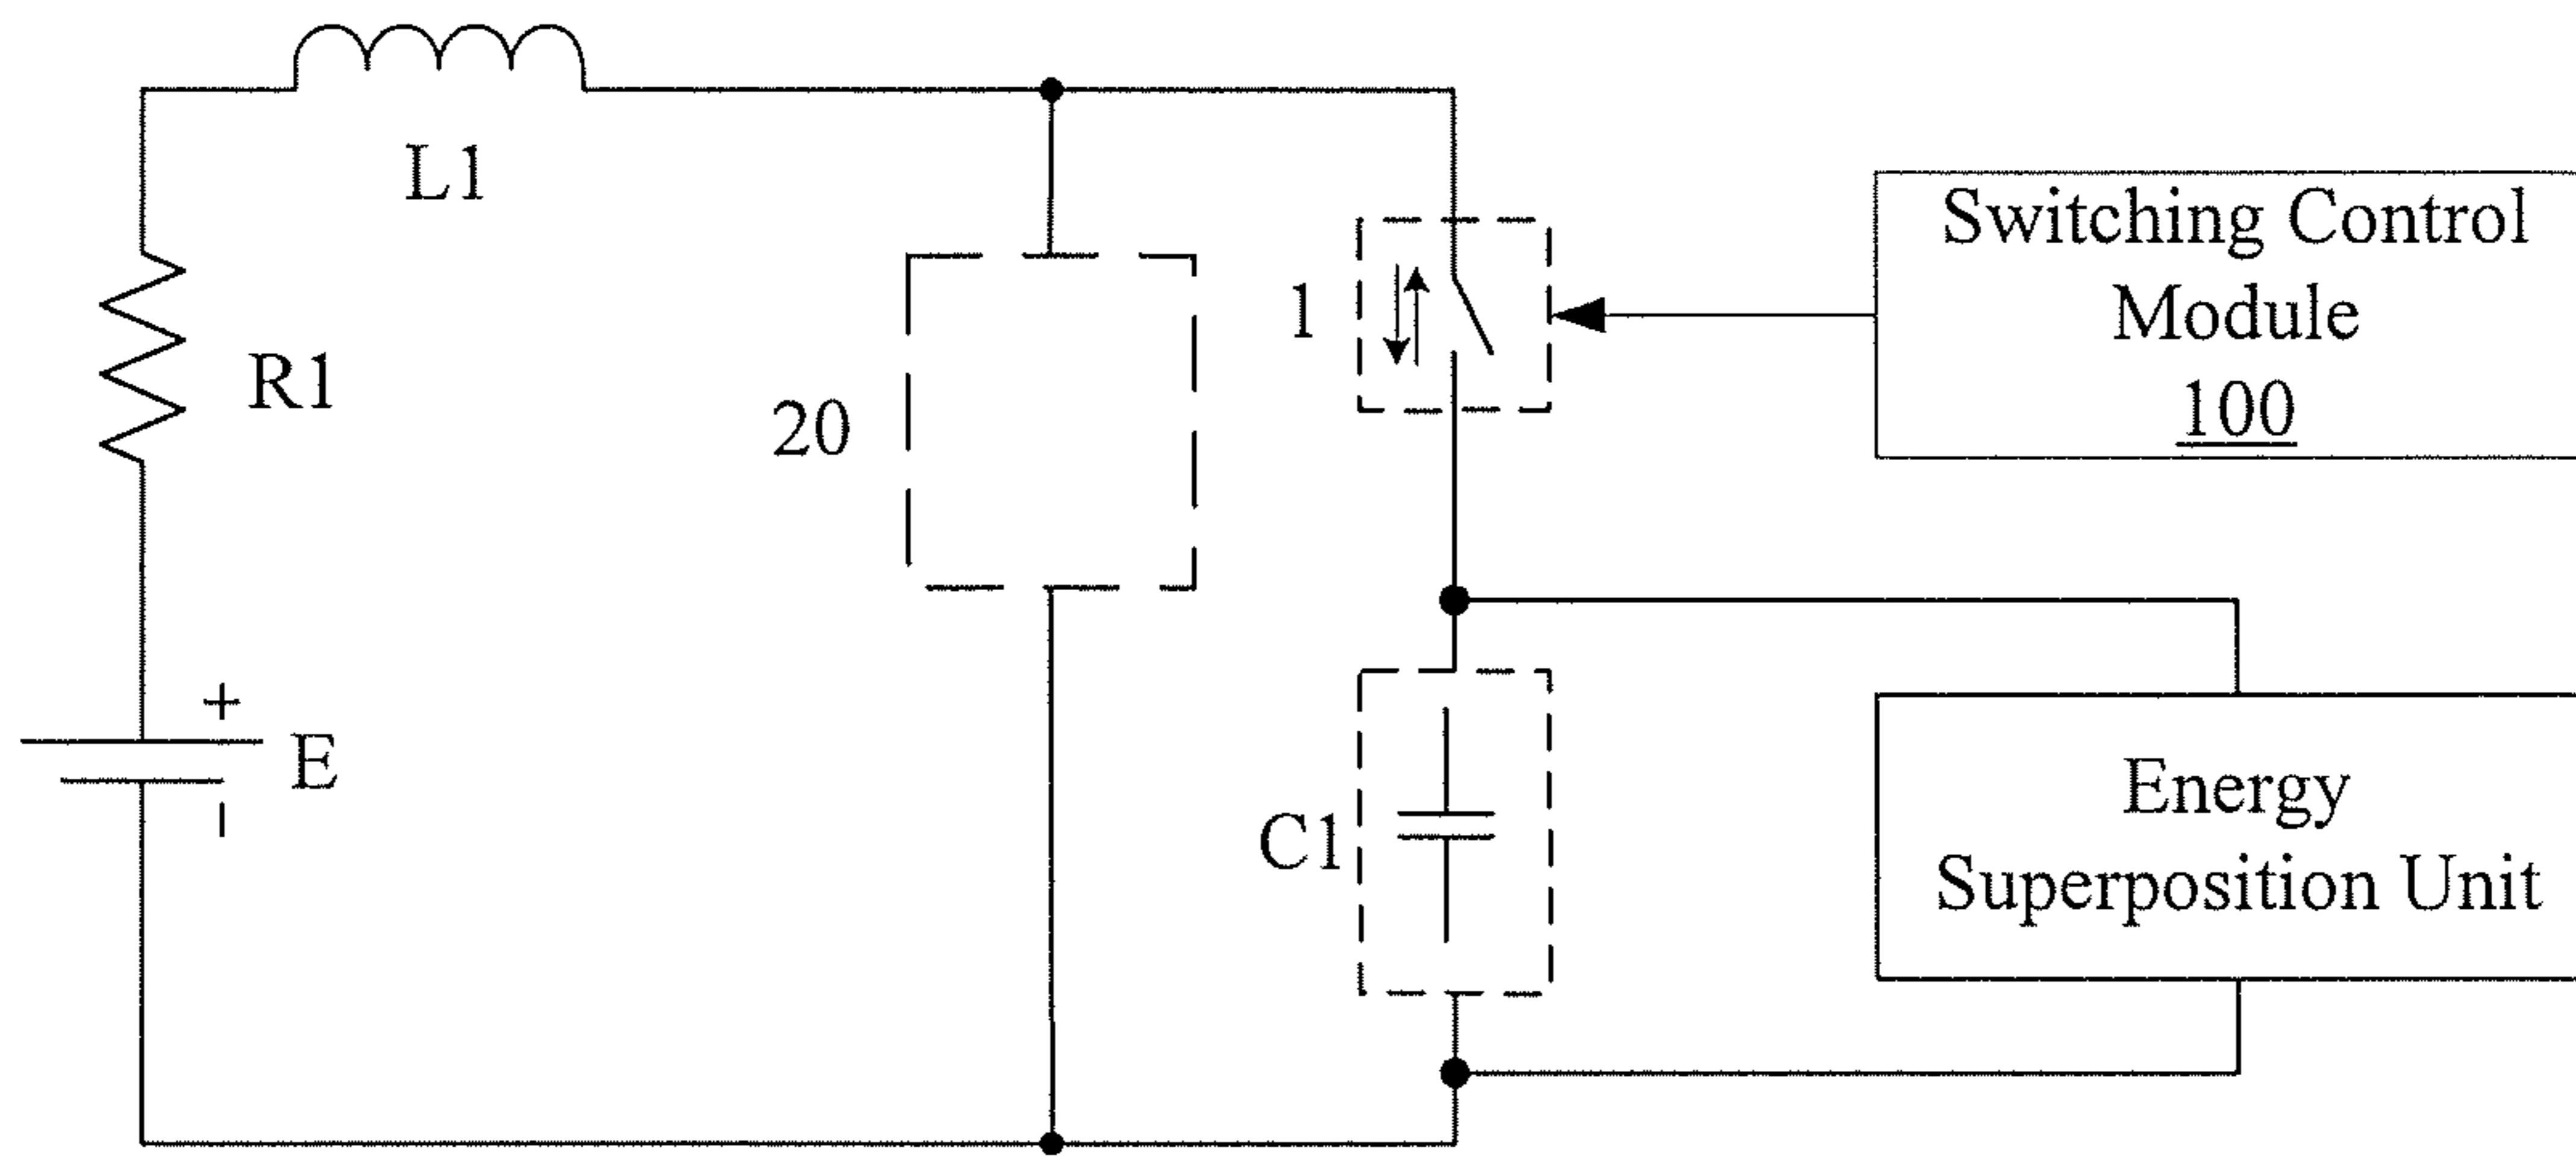 L1
Switching Control
Module
100
1
R1
20
+
E
−
C1
Energy
Superposition Unit